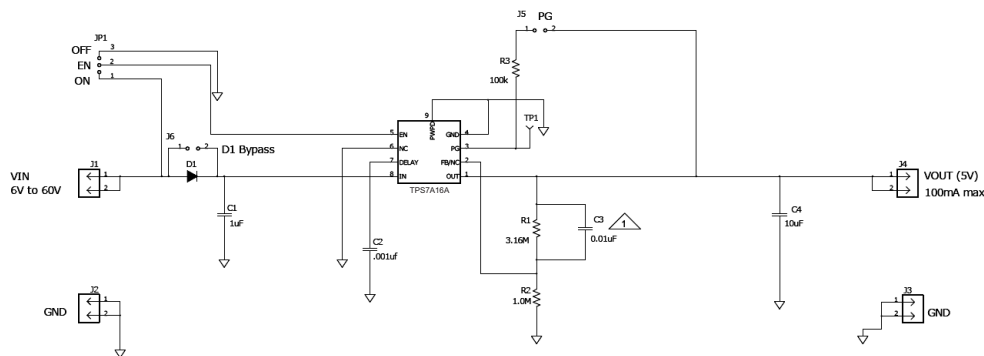 J5 PG
1 2
JP1
OFF 3
EN 2
ON 1
R3
100k
9
PWPD
TP1
5 EN GND 4
6 NC PG 3
7 DELAY FB/NC 2
8 IN OUT 1
TPS7A16A
J6
1 2 D1 Bypass
D1
VIN
6V to 60V
J1
1
2
J4
1
2
VOUT (5V)
100mA max
C1
1uF
C2
.001uf
R1
3.16M
C3
0.01uF
1
C4
10uF
R2
1.0M
J2
GND
1
2
J3
1
2
GND